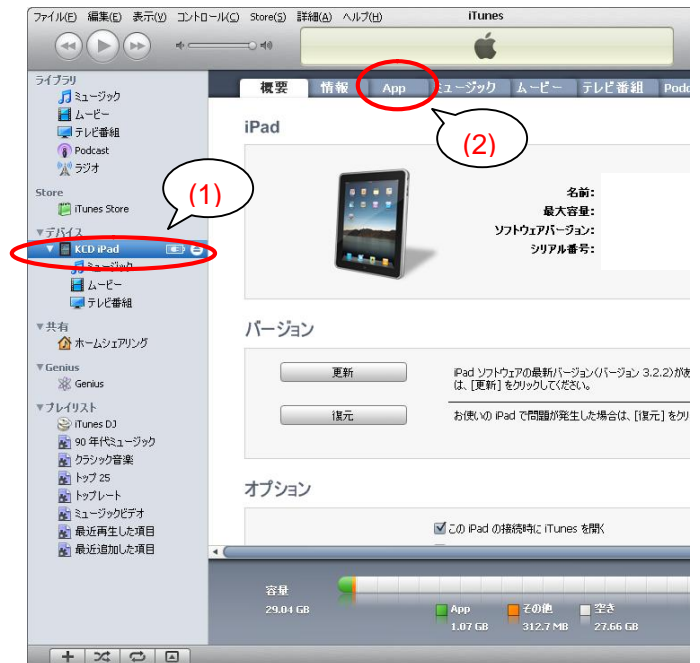 ファイル(F) 編集(E) 表示(V) コントロール(C) Store(S) 詳細(A) ヘルプ(H)
iTunes
ライブラリ
ミュージック
ムービー
テレビ番組
Podcast
ラジオ
Store
iTunes Store
デバイス
KCD iPad
ミュージック
ムービー
テレビ番組
共有
ホームシェアリング
Genius
Genius
プレイリスト
iTunes DJ
90 年代ミュージック
クラシック音楽
トップ 25
トップレート
ミュージックビデオ
最近再生した項目
最近追加した項目
(1)
概要 情報 App ミュージック ムービー テレビ番組 Podc
(2)
iPad
名前:
最大容量:
ソフトウェアバージョン:
シリアル番号:
バージョン
更新
iPad ソフトウェアの最新バージョン(バージョン 3.2.2)があ
は、[更新] をクリックしてください。
復元
お使いの iPad で問題が発生した場合は、[復元] をクリ
オプション
この iPad の接続時に iTunes を開く
容量
29.04 GB
App
1.07 GB
その他
312.7 MB
空き
27.66 GB